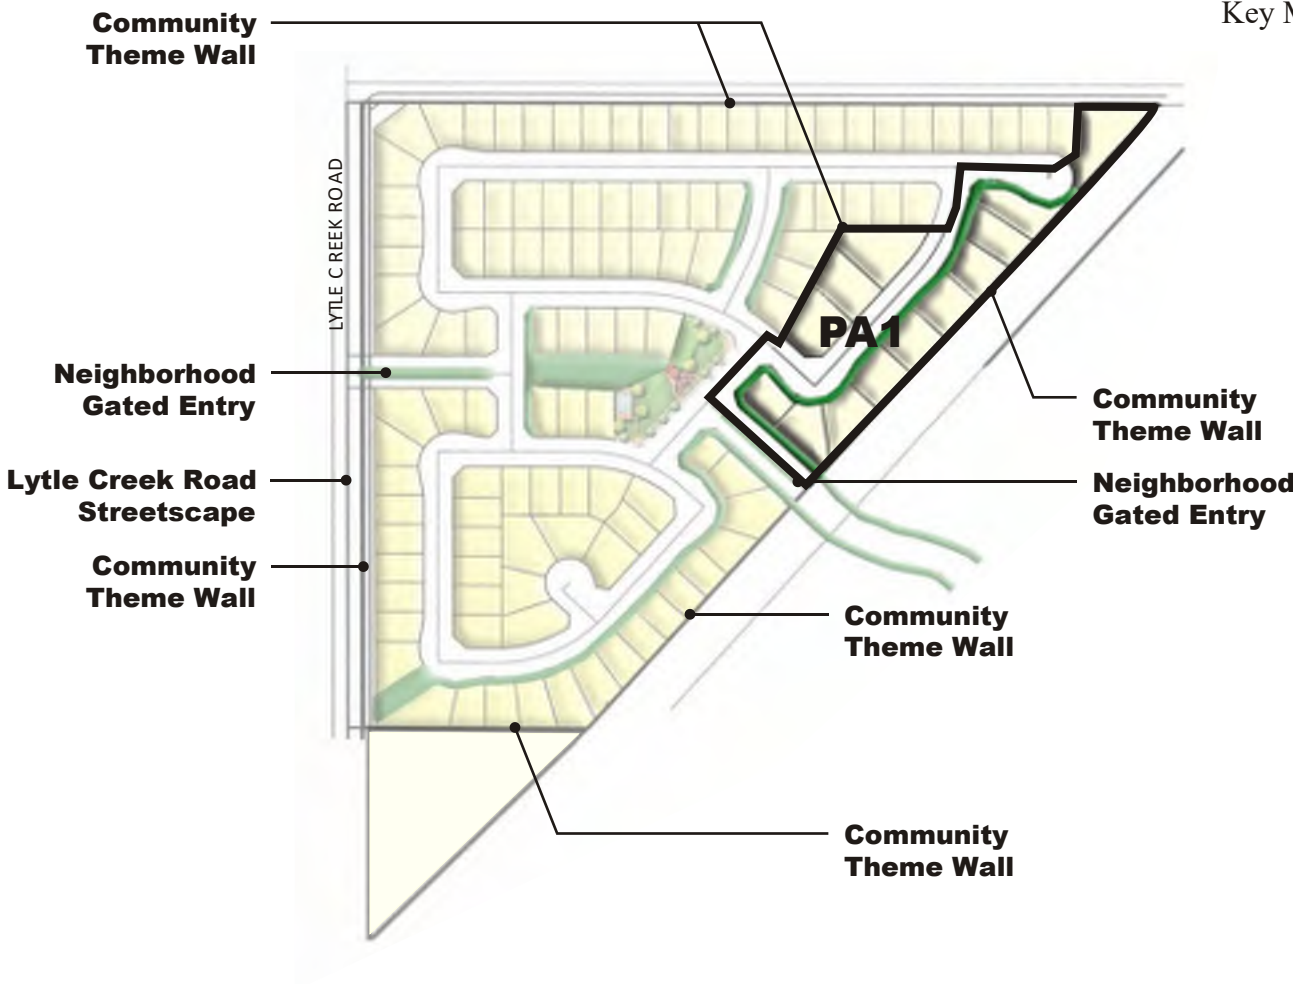 Key M
Community
Theme Wall
LYTLE CREEK ROAD
PA1
Neighborhood
Gated Entry
Community
Theme Wall
Lytle Creek Road
Streetscape
Neighborhood
Gated Entry
Community
Theme Wall
Community
Theme Wall
Community
Theme Wall